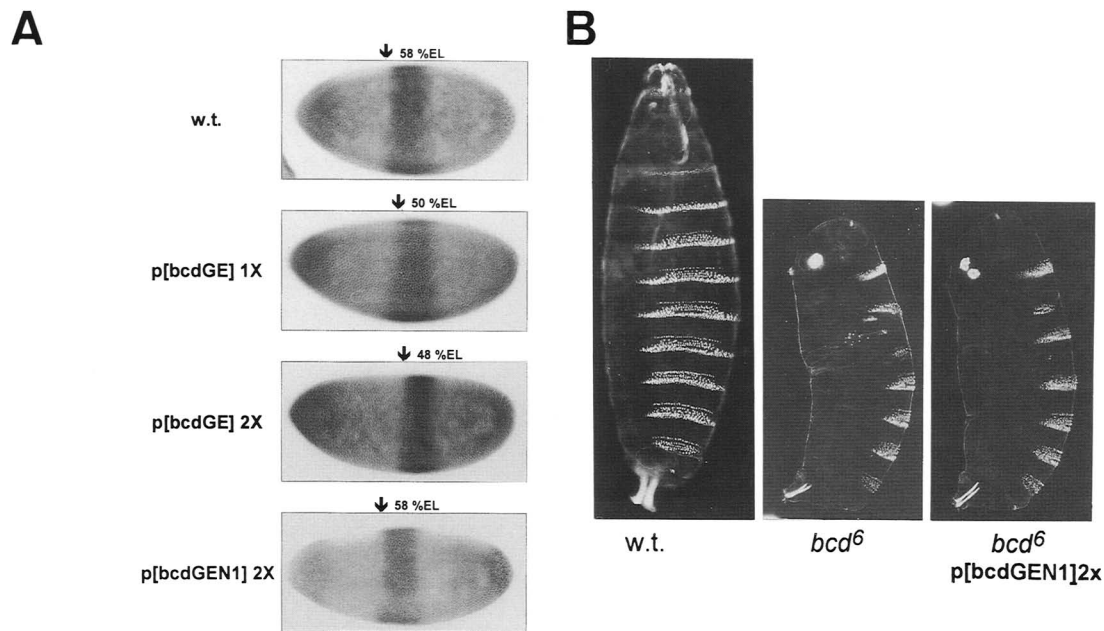 A
B
58 %EL
w.t.
50 %EL
p[bcdGE] 1X
48 %EL
p[bcdGE] 2X
58 %EL
p[bcdGEN1] 2X
w.t.
bcd⁶
bcd⁶
p[bcdGEN1]2x